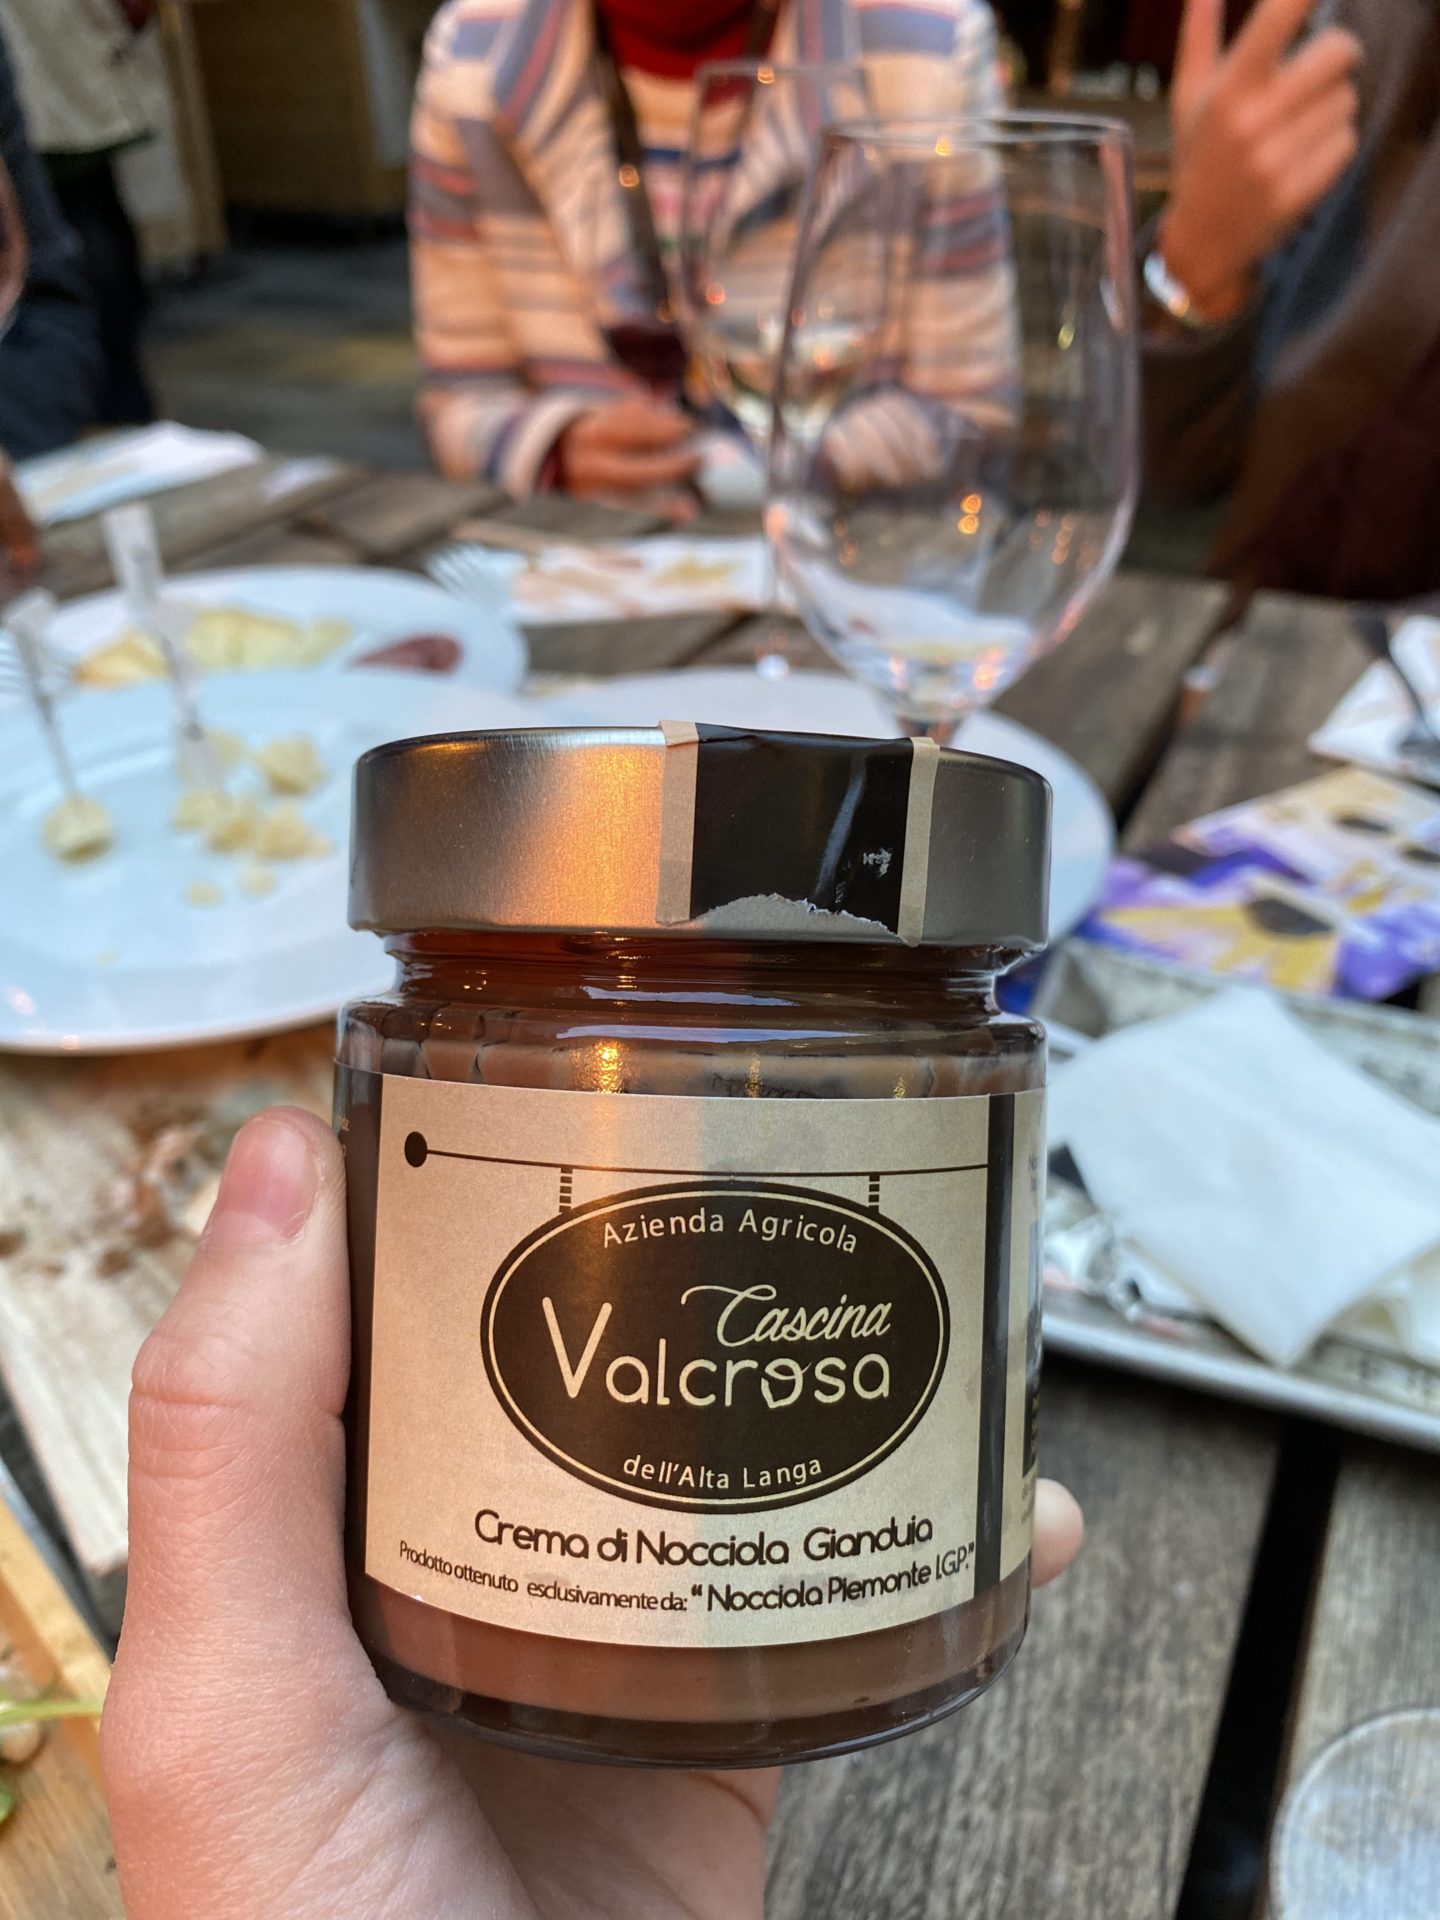 Azienda Agricola
Cascina
Valcrosa
dell'Alta Langa
Crema di Nocciola Gianduia
Prodotto ottenuto esclusivamente da: "Nocciola Piemonte I.G.P."